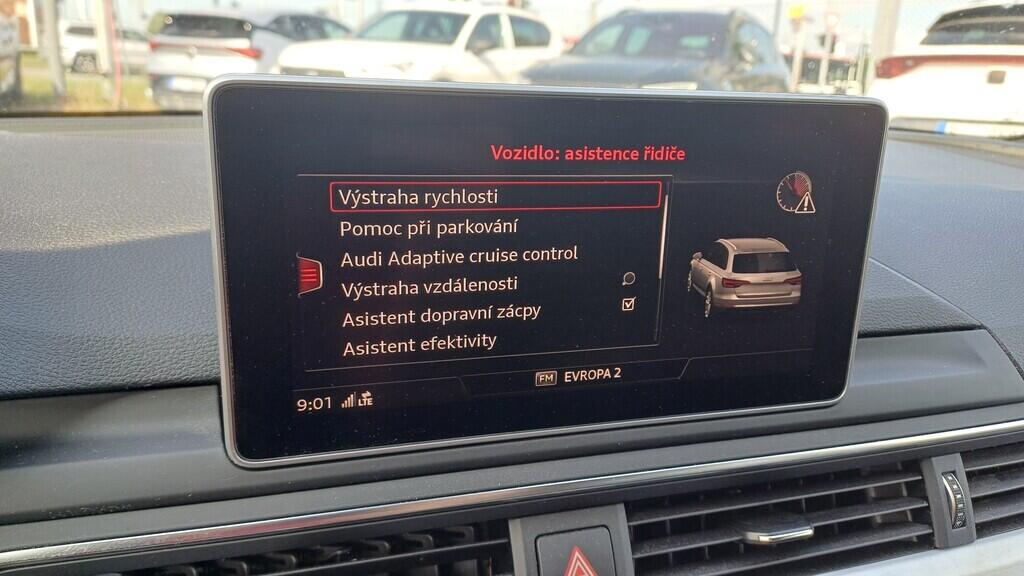 Vozidlo: asistence řidiče
Výstraha rychlosti
Pomoc při parkování
Audi Adaptive cruise control
Výstraha vzdálenosti
Asistent dopravní zácpy
Asistent efektivity
FM EVROPA 2
9:01 LTE